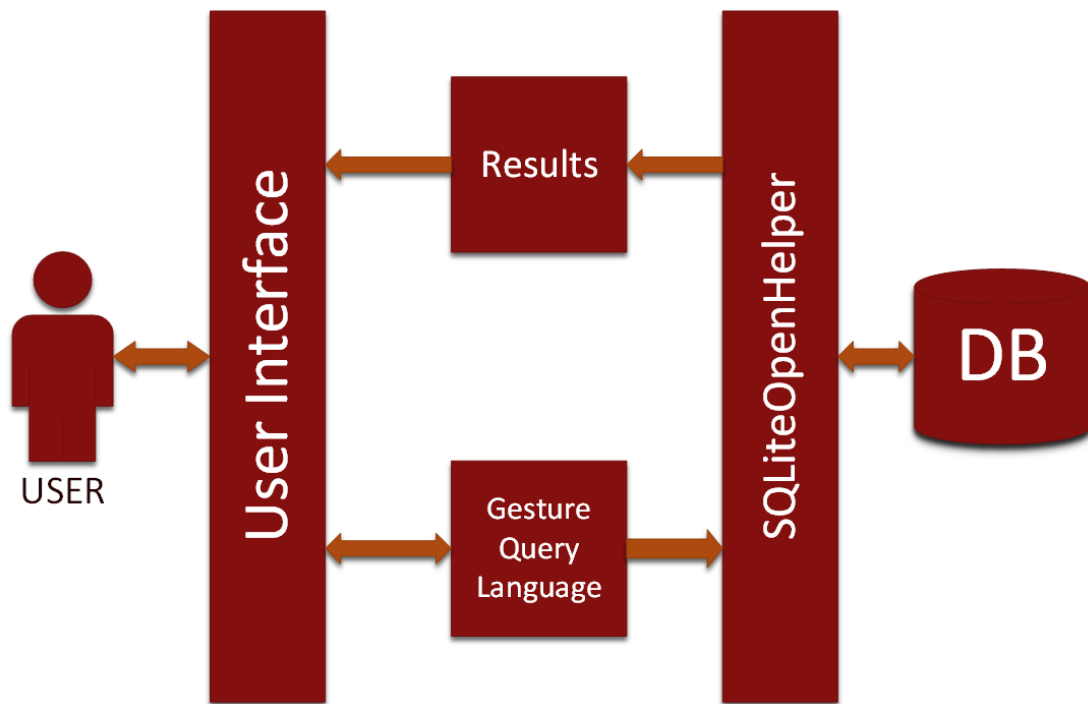 USER
User Interface
Results
Gesture
Query
Language
SQLiteOpenHelper
DB